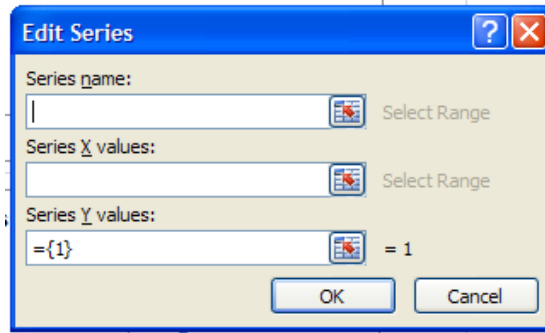 Edit Series
Series name:
Select Range
Series X values:
Select Range
Series Y values:
={1} = 1
OK Cancel